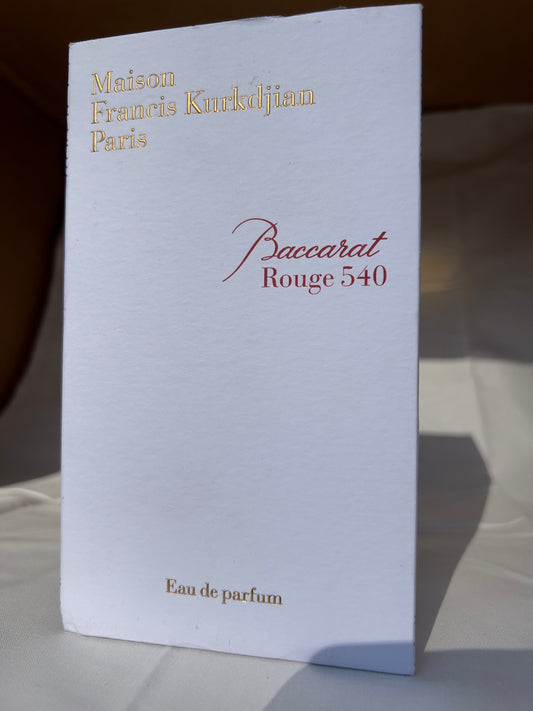 Maison
Francis Kurkdjian
Paris
Baccarat
Rouge 540
Eau de parfum